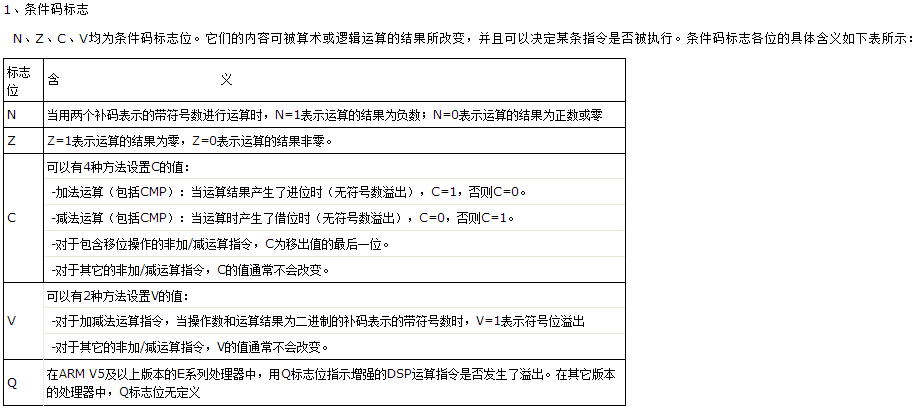 1、条件码标志
N、Z、C、V均为条件码标志位。它们的内容可被算术或逻辑运算的结果所改变，并且可以决定某条指令是否被执行。条件码标志各位的具体含义如下表所示：
标志位 含 义
N 当用两个补码表示的带符号数进行运算时，N=1表示运算的结果为负数；N=0表示运算的结果为正数或零
Z Z=1表示运算的结果为零，Z=0表示运算的结果非零。
可以有4种方法设置C的值：
-加法运算（包括CMP）：当运算结果产生了进位时（无符号数溢出），C=1，否则C=0。
C
-减法运算（包括CMP）：当运算时产生了借位时（无符号数溢出），C=0，否则C=1。
-对于包含移位操作的非加/减运算指令，C为移出值的最后一位。
-对于其它的非加/减运算指令，C的值通常不会改变。
可以有2种方法设置V的值：
V
-对于加减法运算指令，当操作数和运算结果为二进制的补码表示的带符号数时，V=1表示符号位溢出
-对于其它的非加/减运算指令，V的值通常不会改变。
Q
在ARM V5及以上版本的E系列处理器中，用Q标志位指示增强的DSP运算指令是否发生了溢出。在其它版本
的处理器中，Q标志位无定义